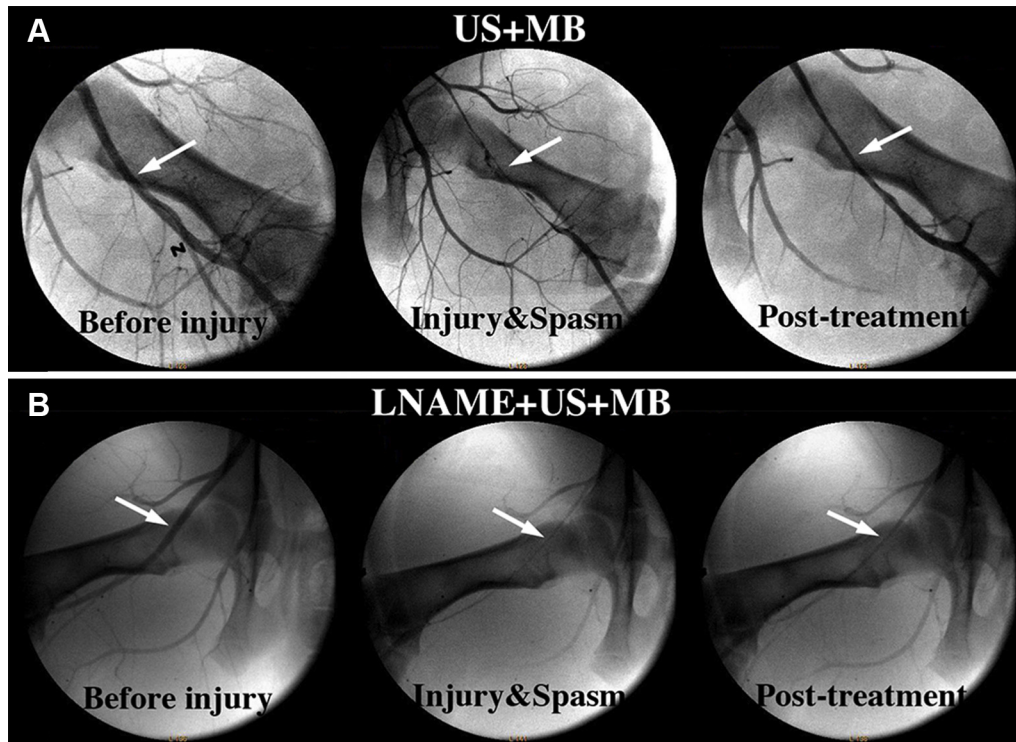 A
US+MB
Before injury
Injury&Spasm
Post-treatment
B
LNAME+US+MB
Before injury
Injury&Spasm
Post-treatment